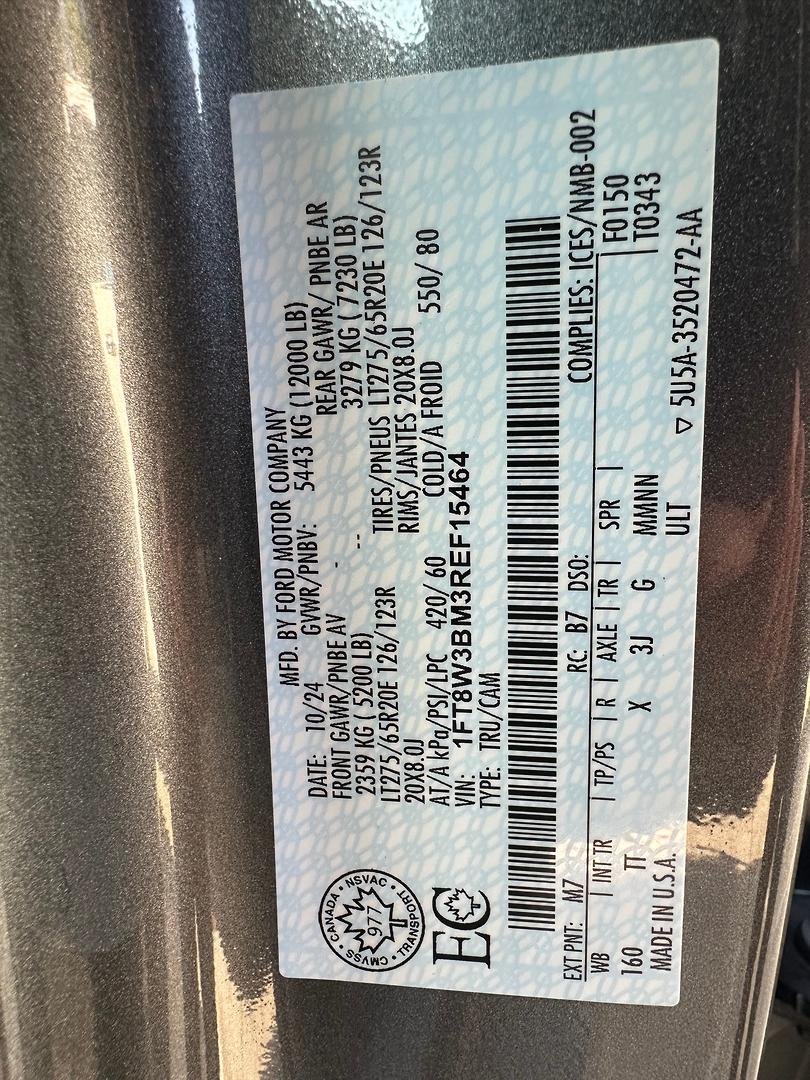 MFD. BY FORD MOTOR COMPANY
DATE: 10/24 GVWR/PNBV: 5443 KG (12000 LB)
FRONT GAWR/PNBE AV - REAR GAWR/ PNBE AR
2359 KG ( 5200 LB) -- 3279 KG ( 7230 LB)
LT275/65R20E 126/123R TIRES/PNEUS LT275/65R20E 126/123R
20X8.0J RIMS/JANTES 20X8.0J
AT/A kPa/PSI/LPC 420/ 60 COLD/A FROID 550/ 80
VIN: 1FT8W3BM3REF15464
TYPE: TRU/CAM
CANADA • NSVAC • TRANSPORT • CMVSS •
977
EC
COMPLIES: ICES/NMB-002
EXT PNT: M7 RC: B7 DSO:
WB | INT TR | TP/PS | R | AXLE | TR | SPR | F0150
160 TT X 3J G MMNN T0343
MADE IN U.S.A. ULT
▽ 5U5A-3520472-AA